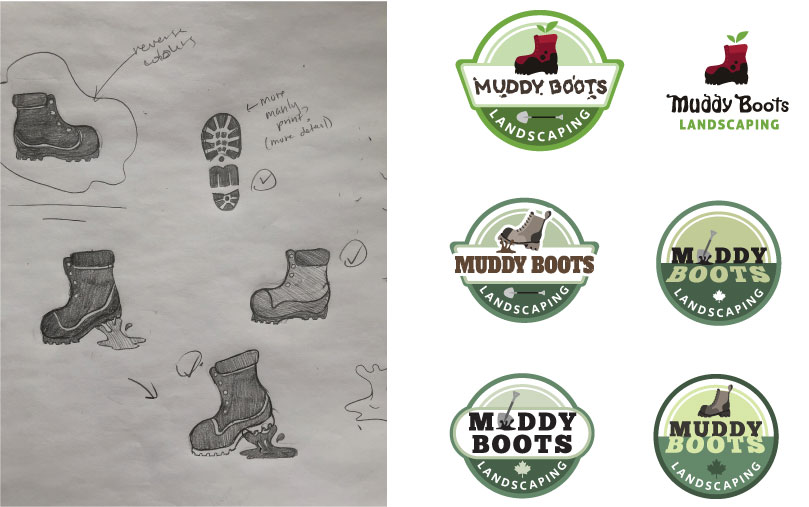 reverse
colours
more
manly
print?
(more detail)
MUDDY BOOTS
LANDSCAPING
Muddy Boots
LANDSCAPING
MUDDY BOOTS
LANDSCAPING
MUDDY
BOOTS
LANDSCAPING
MUDDY
BOOTS
LANDSCAPING
MUDDY
BOOTS
LANDSCAPING